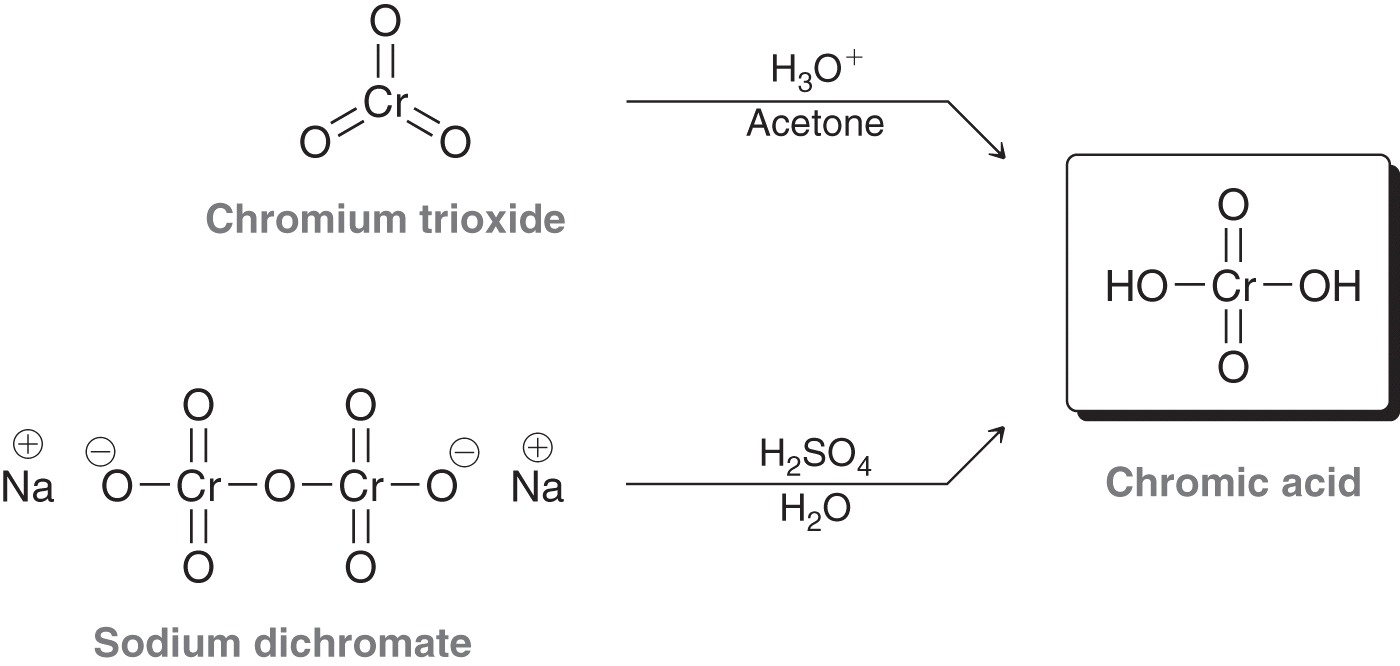 O
Cr
O O
H₃O⁺
Acetone
Chromium trioxide
O
HO Cr OH
O
Chromic acid
O O
⊕ ⊖ ⊖ ⊕
Na O Cr O Cr O Na
O O
H₂SO₄
H₂O
Sodium dichromate